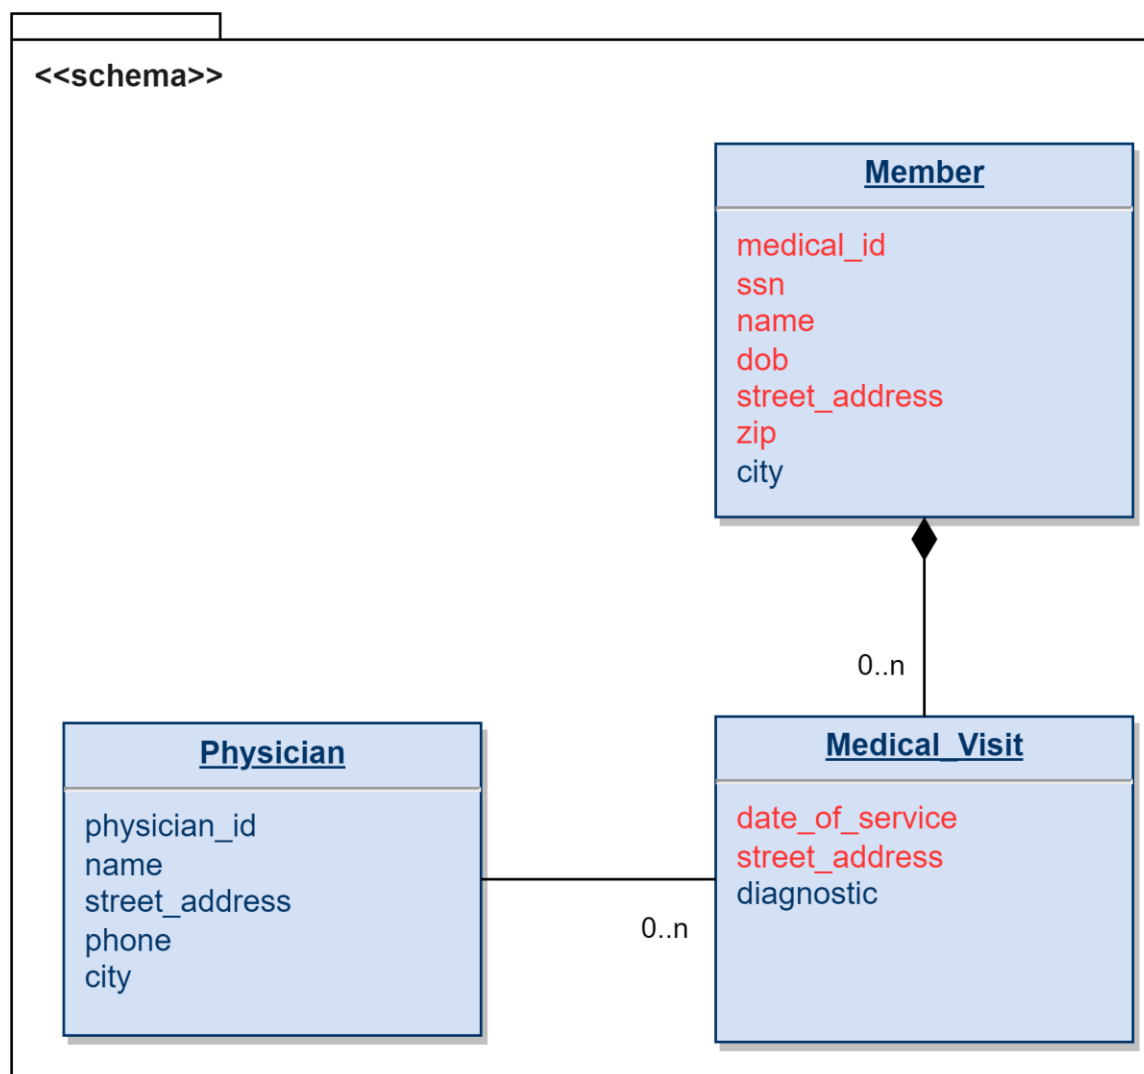 <<schema>>
Member
medical_id
ssn
name
dob
street_address
zip
city
0..n
Physician
physician_id
name
street_address
phone
city
0..n
Medical_Visit
date_of_service
street_address
diagnostic